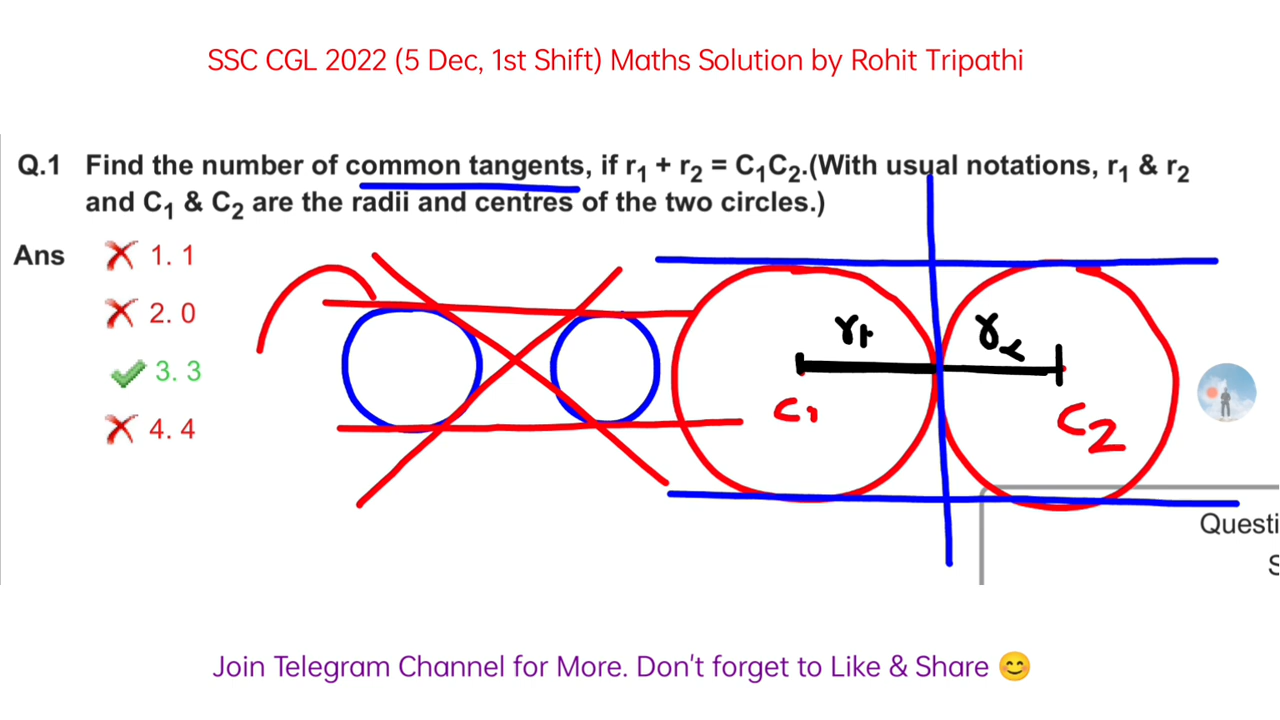 SSC CGL 2022 (5 Dec, 1st Shift) Maths Solution by Rohit Tripathi
Q.1 Find the number of common tangents, if r₁ + r₂ = C₁C₂.(With usual notations, r₁ & r₂
and C₁ & C₂ are the radii and centres of the two circles.)
Ans 1. 1
2. 0
3. 3
4. 4
r₁ r₂
C₁ C₂
Questi
S
Join Telegram Channel for More. Don't forget to Like & Share 😊